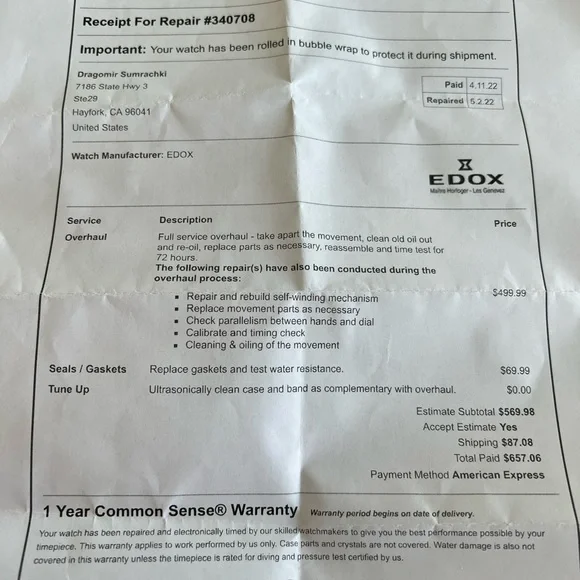 Receipt For Repair #340708
Important: Your watch has been rolled in bubble wrap to protect it during shipment.
Dragomir Sumrachki
7186 State Hwy 3
Ste29
Hayfork, CA 96041
United States
Paid 4.11.22
Repaired 5.2.22
Watch Manufacturer: EDOX
EDOX
Maître Horloger - Les Genevez
Service Description Price
Overhaul Full service overhaul - take apart the movement, clean old oil out
and re-oil, replace parts as necessary, reassemble and time test for
72 hours.
The following repair(s) have also been conducted during the
overhaul process:
▪ Repair and rebuild self-winding mechanism $499.99
▪ Replace movement parts as necessary
▪ Check parallelism between hands and dial
▪ Calibrate and timing check
▪ Cleaning & oiling of the movement
Seals / Gaskets Replace gaskets and test water resistance. $69.99
Tune Up Ultrasonically clean case and band as complementary with overhaul. $0.00
Estimate Subtotal $569.98
Accept Estimate Yes
Shipping $87.08
Total Paid $657.06
Payment Method American Express
1 Year Common Sense® Warranty Warranty period begins on date of delivery.
Your watch has been repaired and electronically timed by our skilled watchmakers to give you the best performance possible by your
timepiece. This warranty applies to work performed by us only. Case parts and crystals are not covered. Water damage is also not
covered in this warranty unless the timepiece is rated for diving and pressure test certified by us.